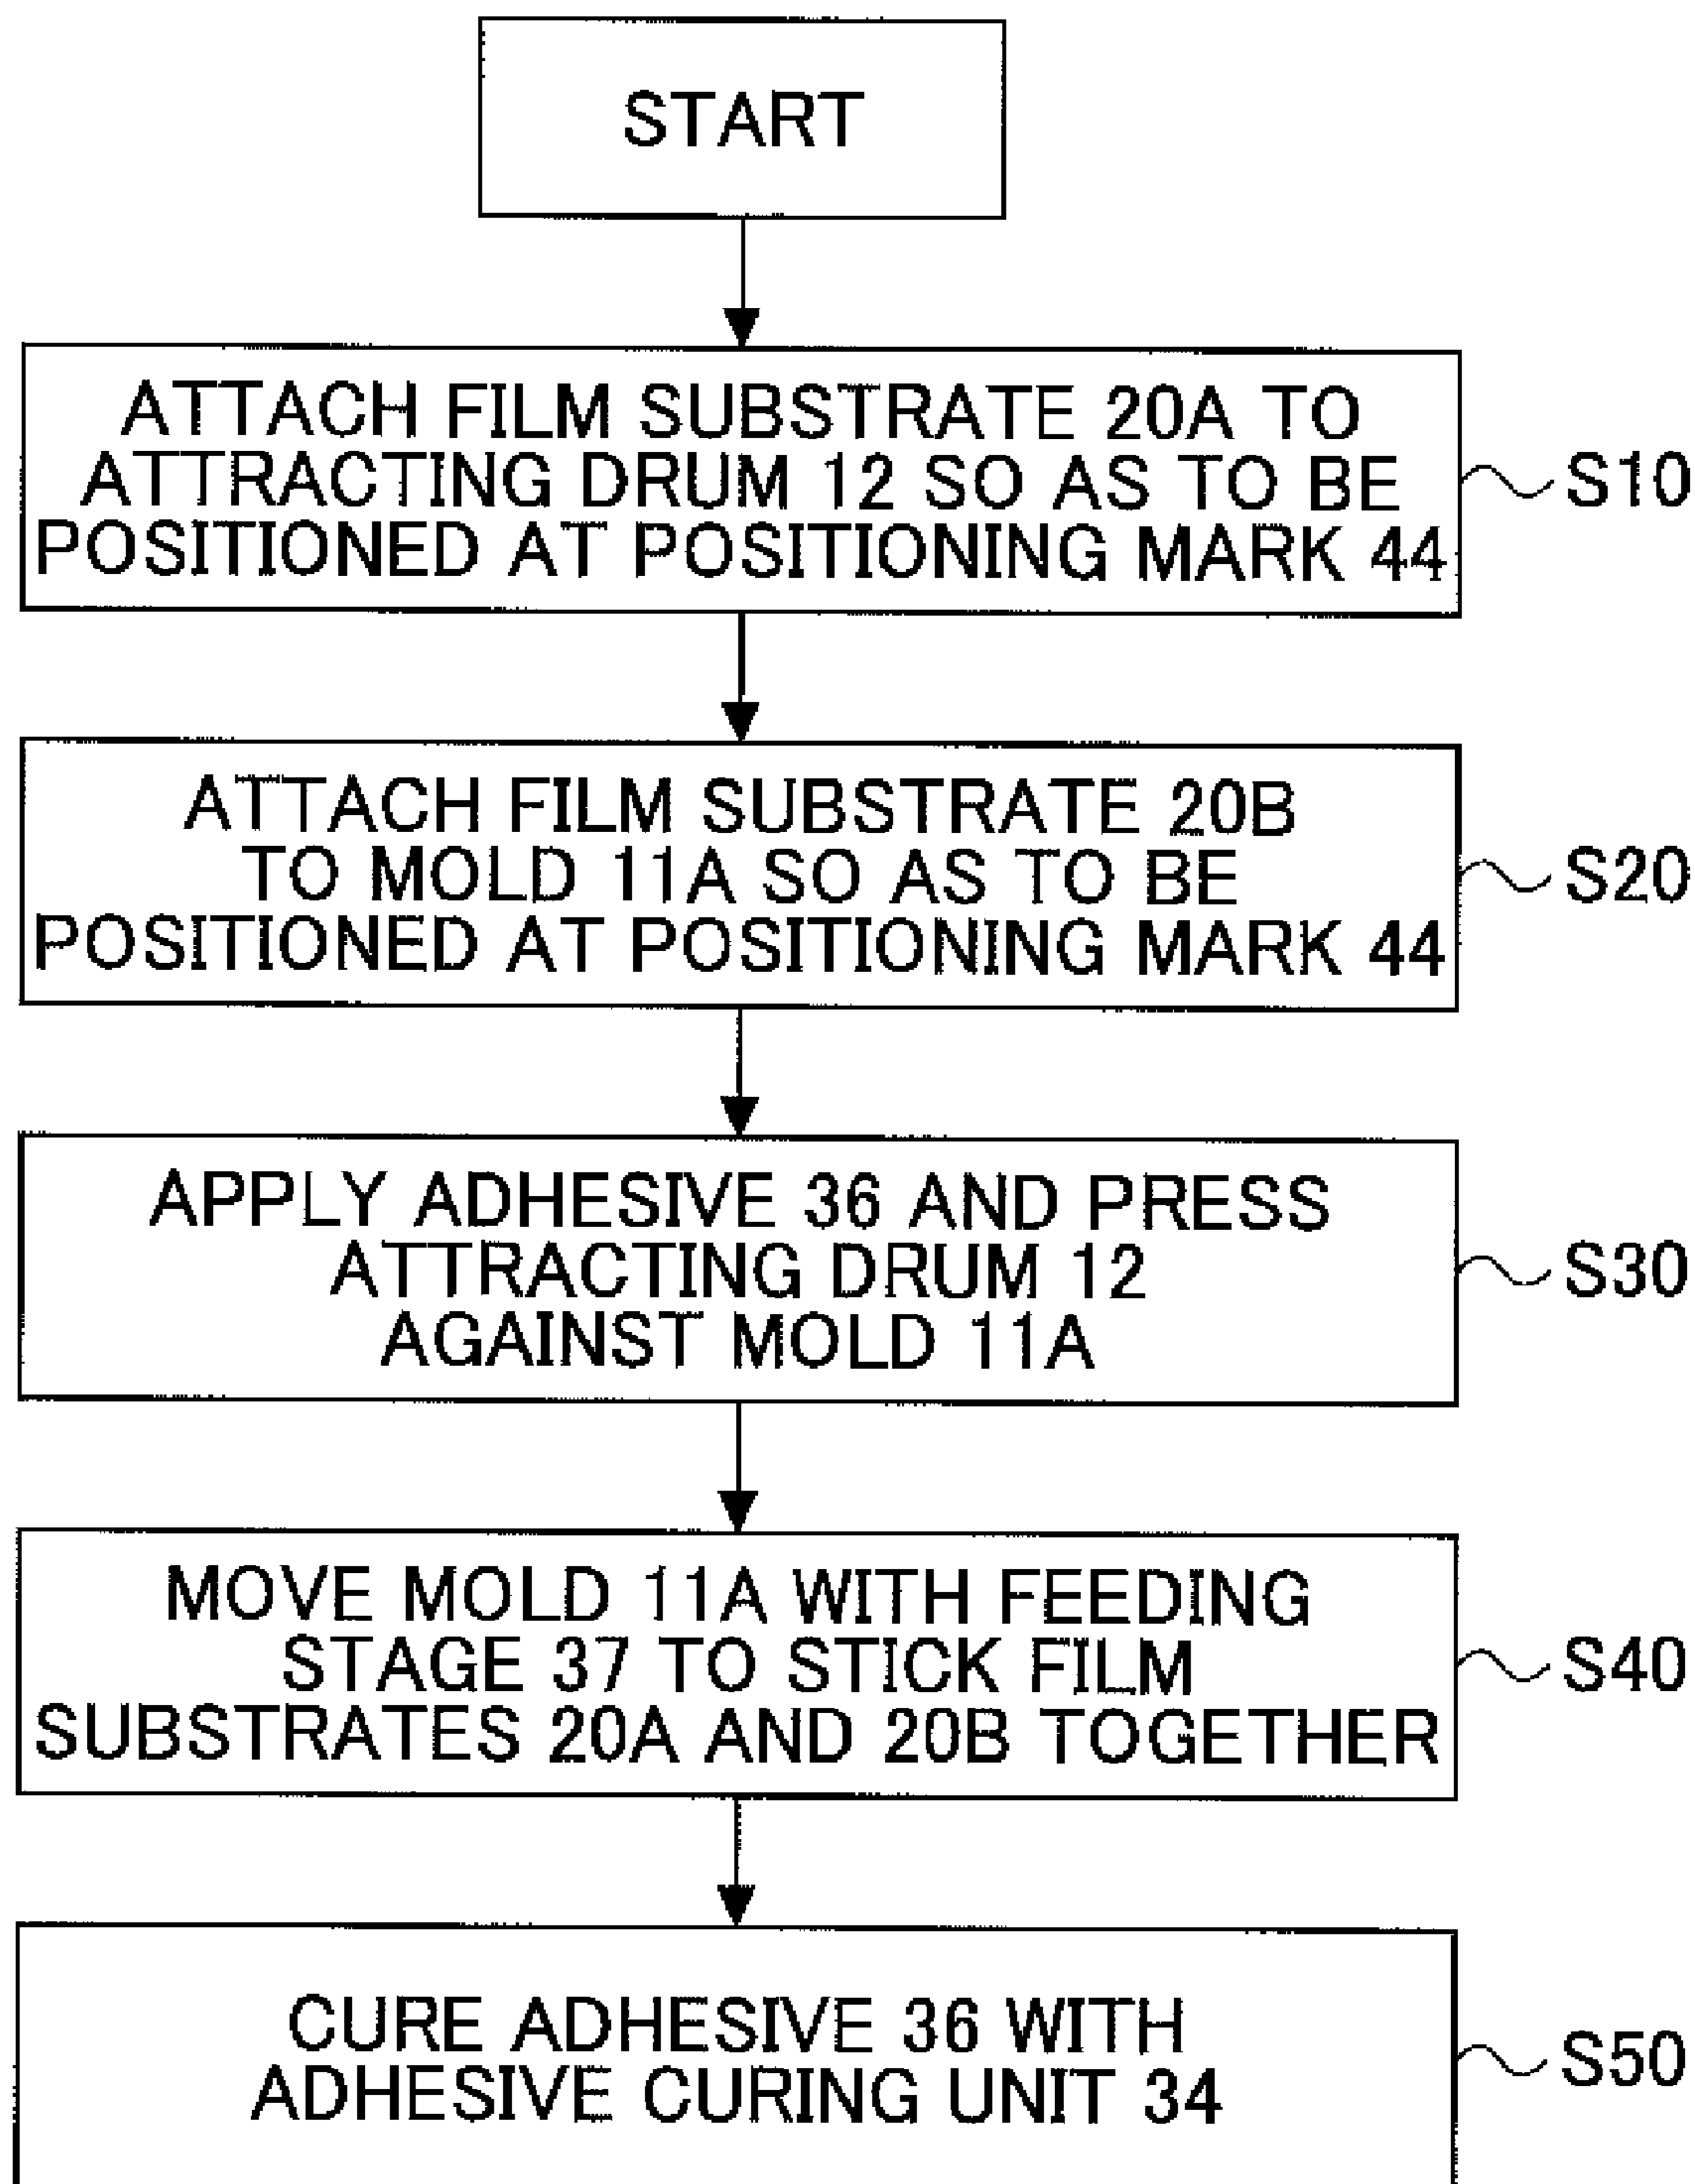 START
ATTACH FILM SUBSTRATE 20A TO
ATTRACTING DRUM 12 SO AS TO BE
POSITIONED AT POSITIONING MARK 44
S10
ATTACH FILM SUBSTRATE 20B
TO MOLD 11A SO AS TO BE
POSITIONED AT POSITIONING MARK 44
S20
APPLY ADHESIVE 36 AND PRESS
ATTRACTING DRUM 12
AGAINST MOLD 11A
S30
MOVE MOLD 11A WITH FEEDING
STAGE 37 TO STICK FILM
SUBSTRATES 20A AND 20B TOGETHER
S40
CURE ADHESIVE 36 WITH
ADHESIVE CURING UNIT 34
S50